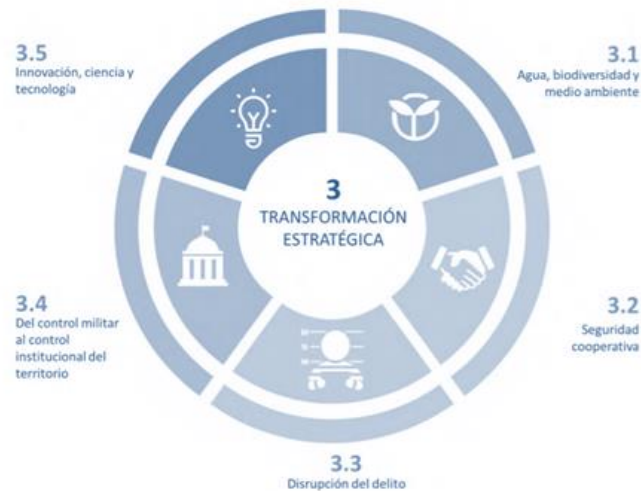 3.5
Innovación, ciencia y
tecnología
3.1
Agua, biodiversidad y
medio ambiente
3
TRANSFORMACIÓN
ESTRATÉGICA
3.4
Del control militar
al control
institucional del
territorio
3.2
Seguridad
cooperativa
3.3
Disrupción del delito